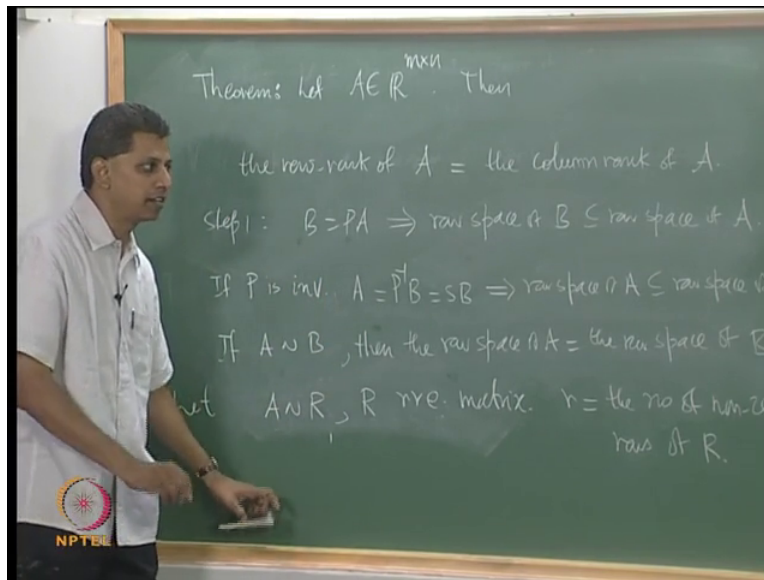 Theorem: Let A ∈ ℝ^{m×n}. Then
the row-rank of A = the column rank of A.
Step 1: B = PA ⟹ row space of B ⊆ row space of A.
If P is inv. A = P⁻¹B = SB ⟹ row space of A ⊆ row space
If A ~ B, then the row space of A = the row space of B
Let A ~ R, R rre matrix. r = the no of non-ze
rows of R.
NPTEL